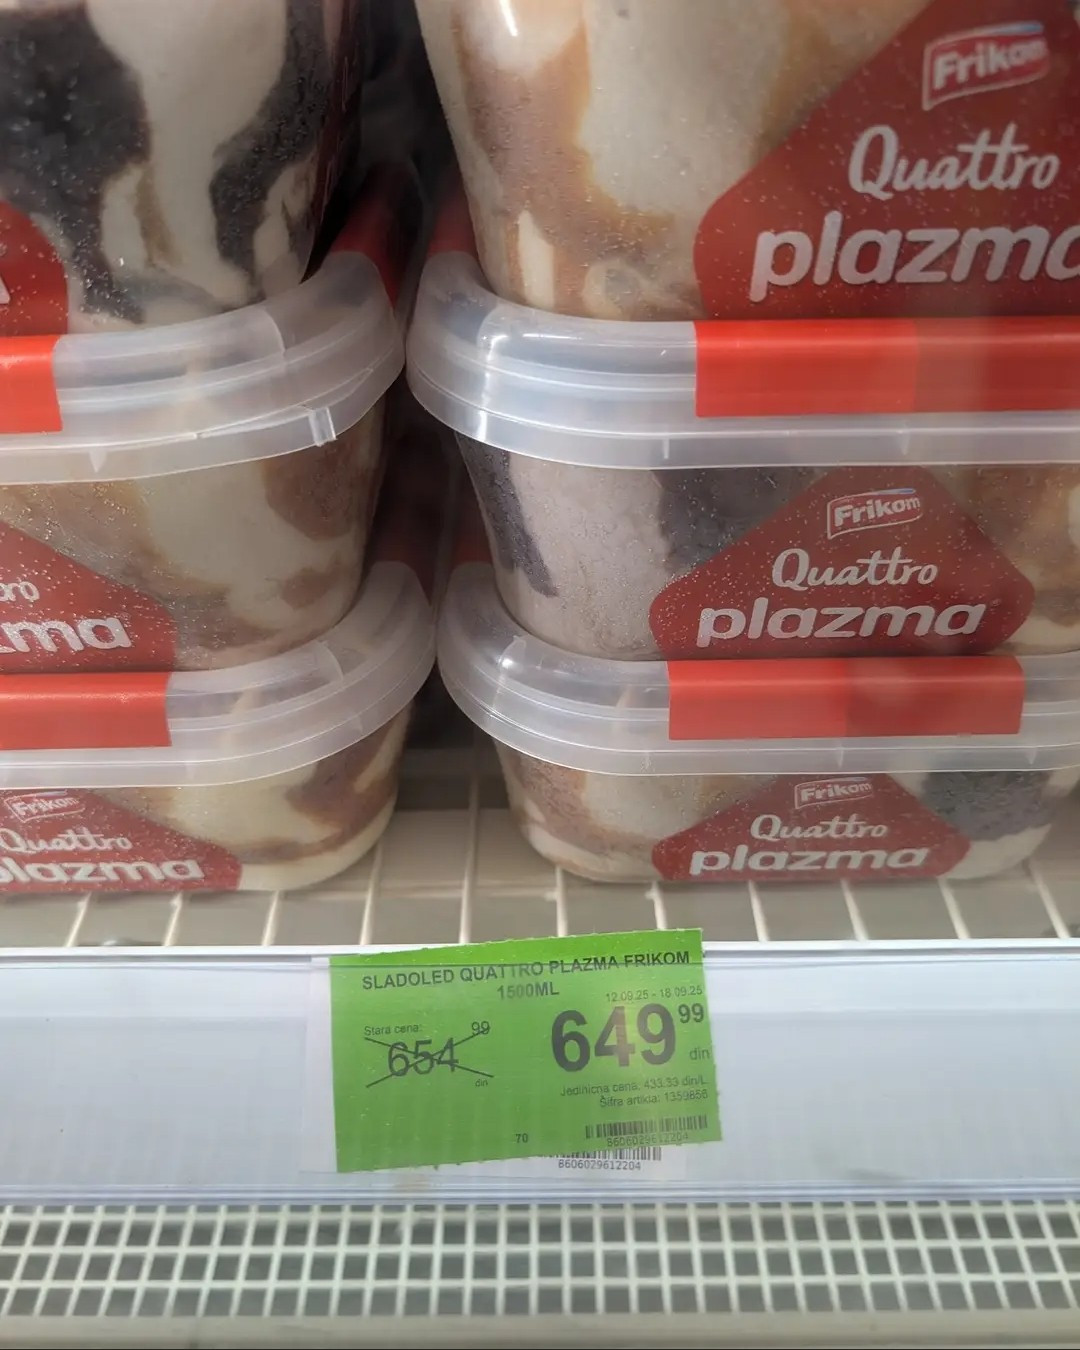 Frikom
Quattro
plazma
Frikom
Quattro
plazma
Frikom
Quattro
plazma
Frikom
Quattro
plazma
SLADOLED QUATTRO PLAZMA FRIKOM
1500ML
12.09.25 - 18.09.25
Stara cena:
654 99
din
649 99
din
Jedinicna cena: 433.33 din/L
Šifra artikla: 1359856
70
8606029612204
8606029612204